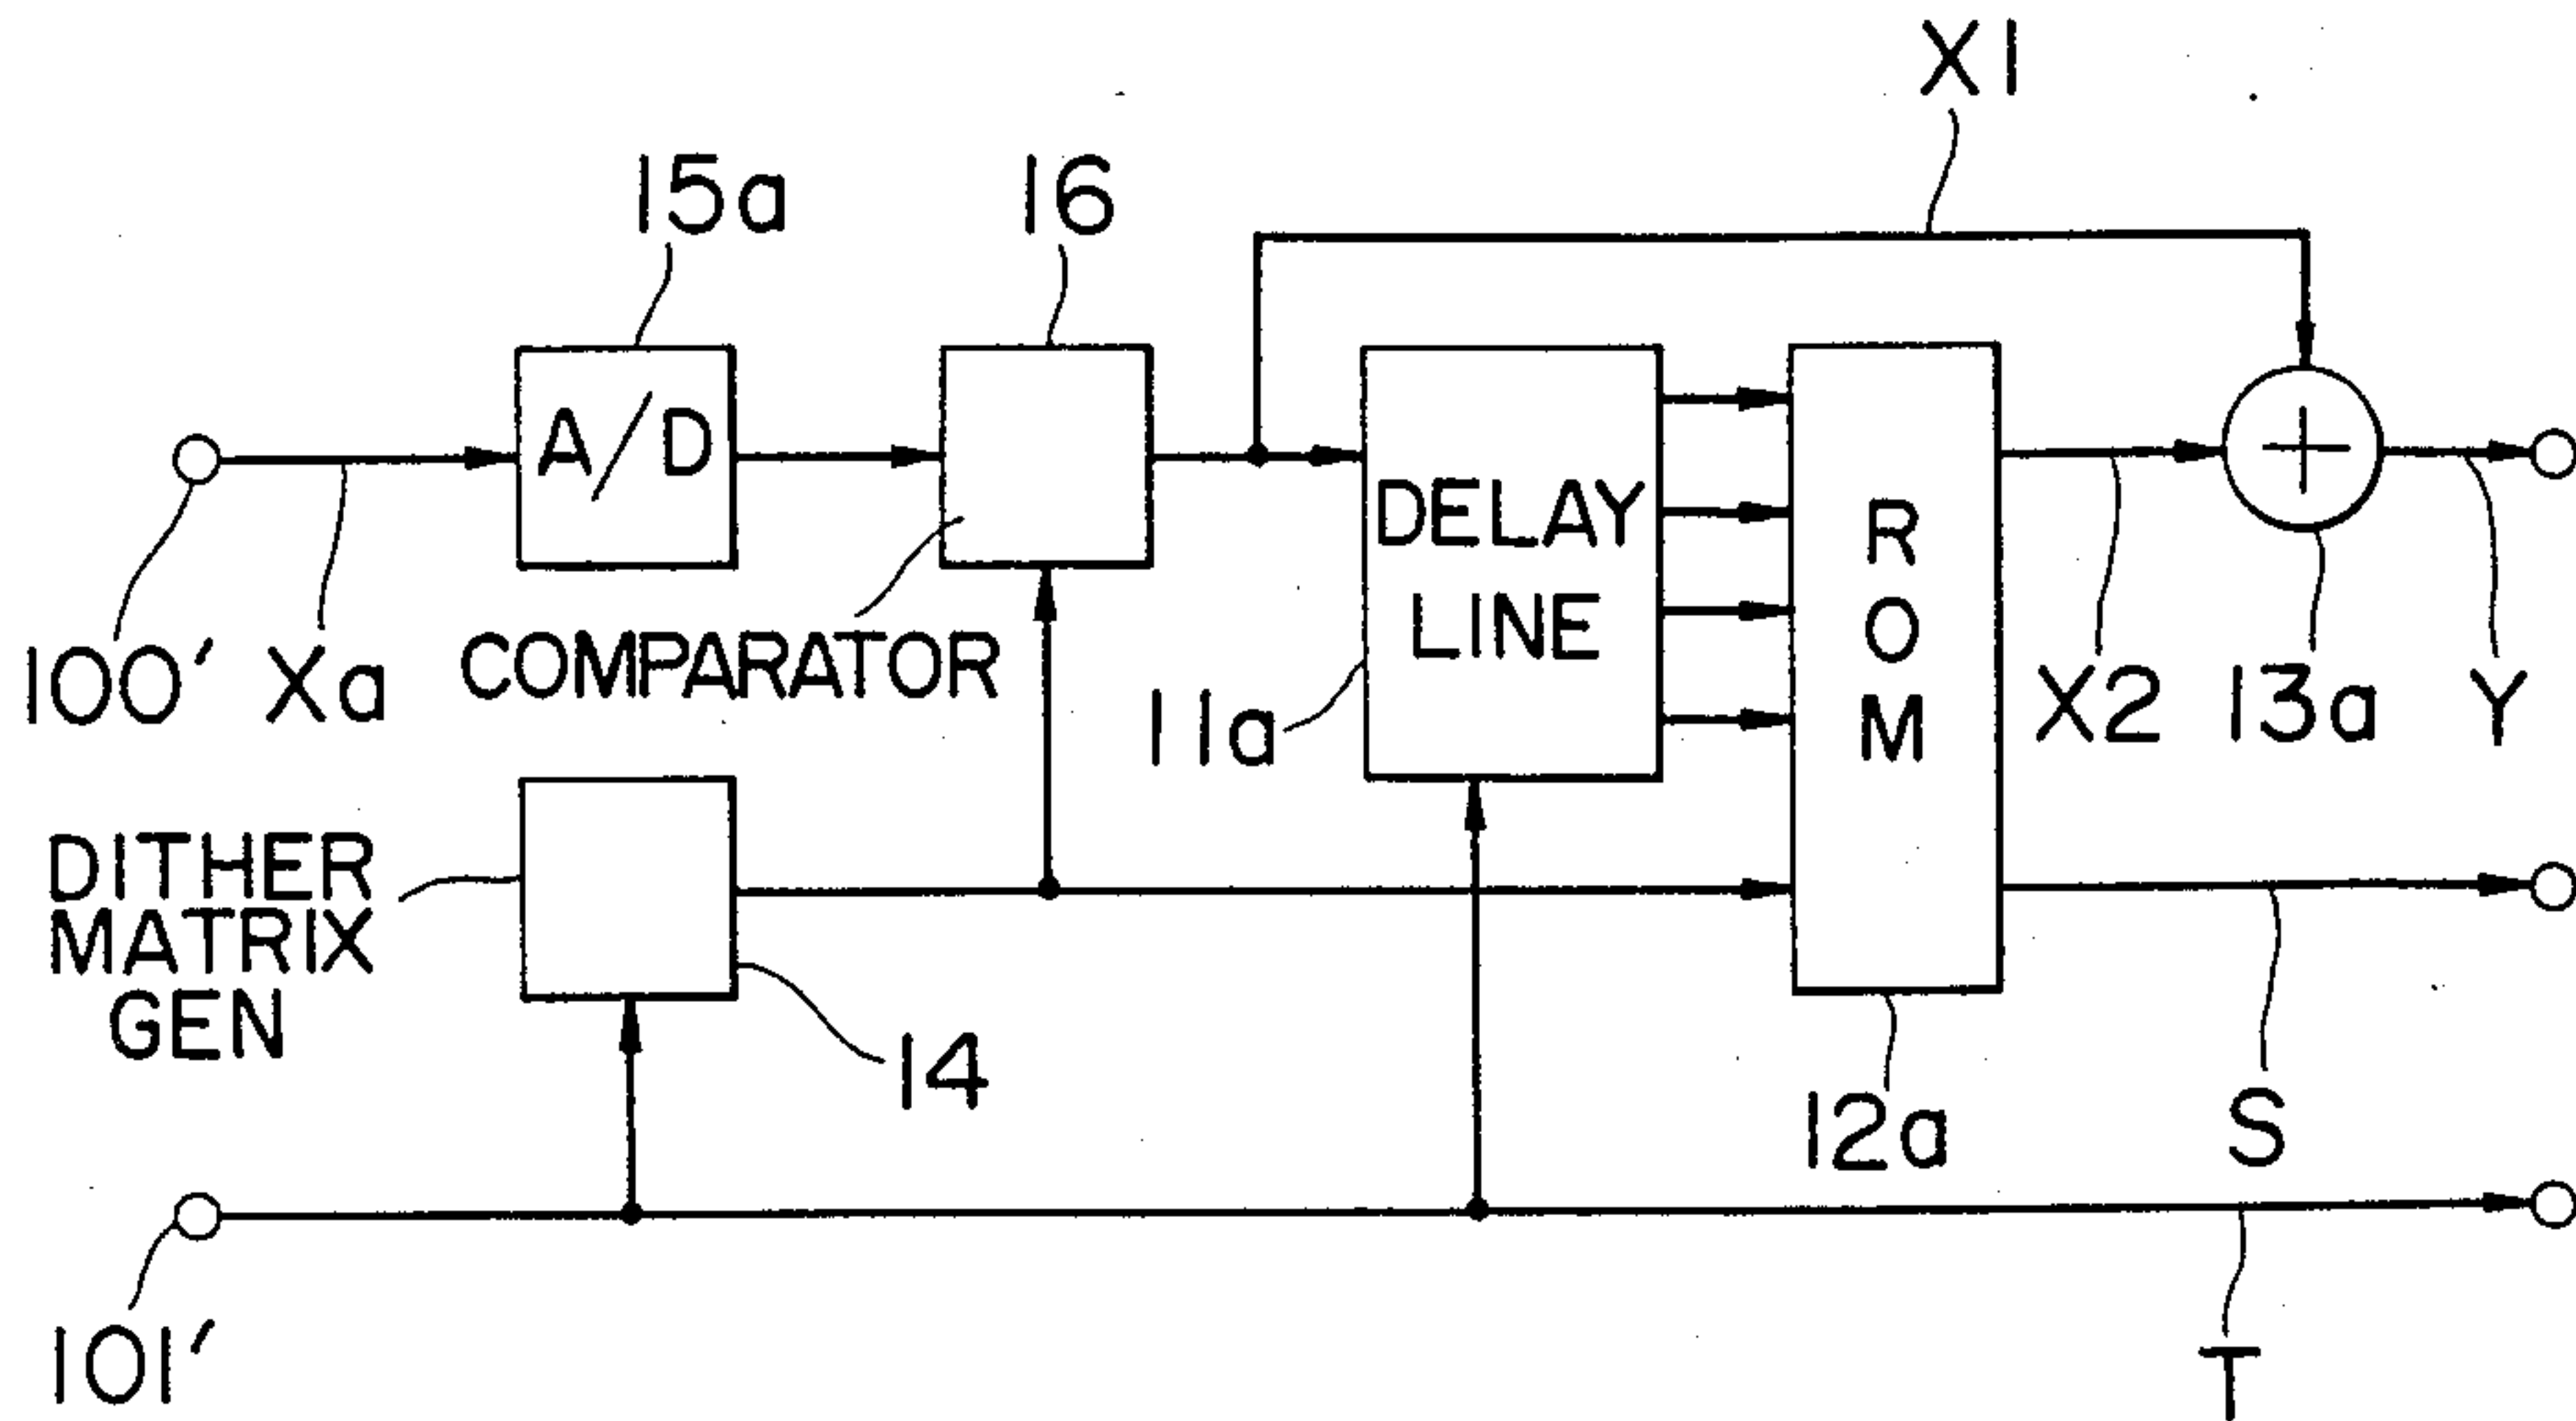 X1
15a
16
A/D
DELAY
LINE
R
O
M
100'
Xa
COMPARATOR
11a
X2
13a
Y
DITHER
MATRIX
GEN
14
12a
S
101'
T